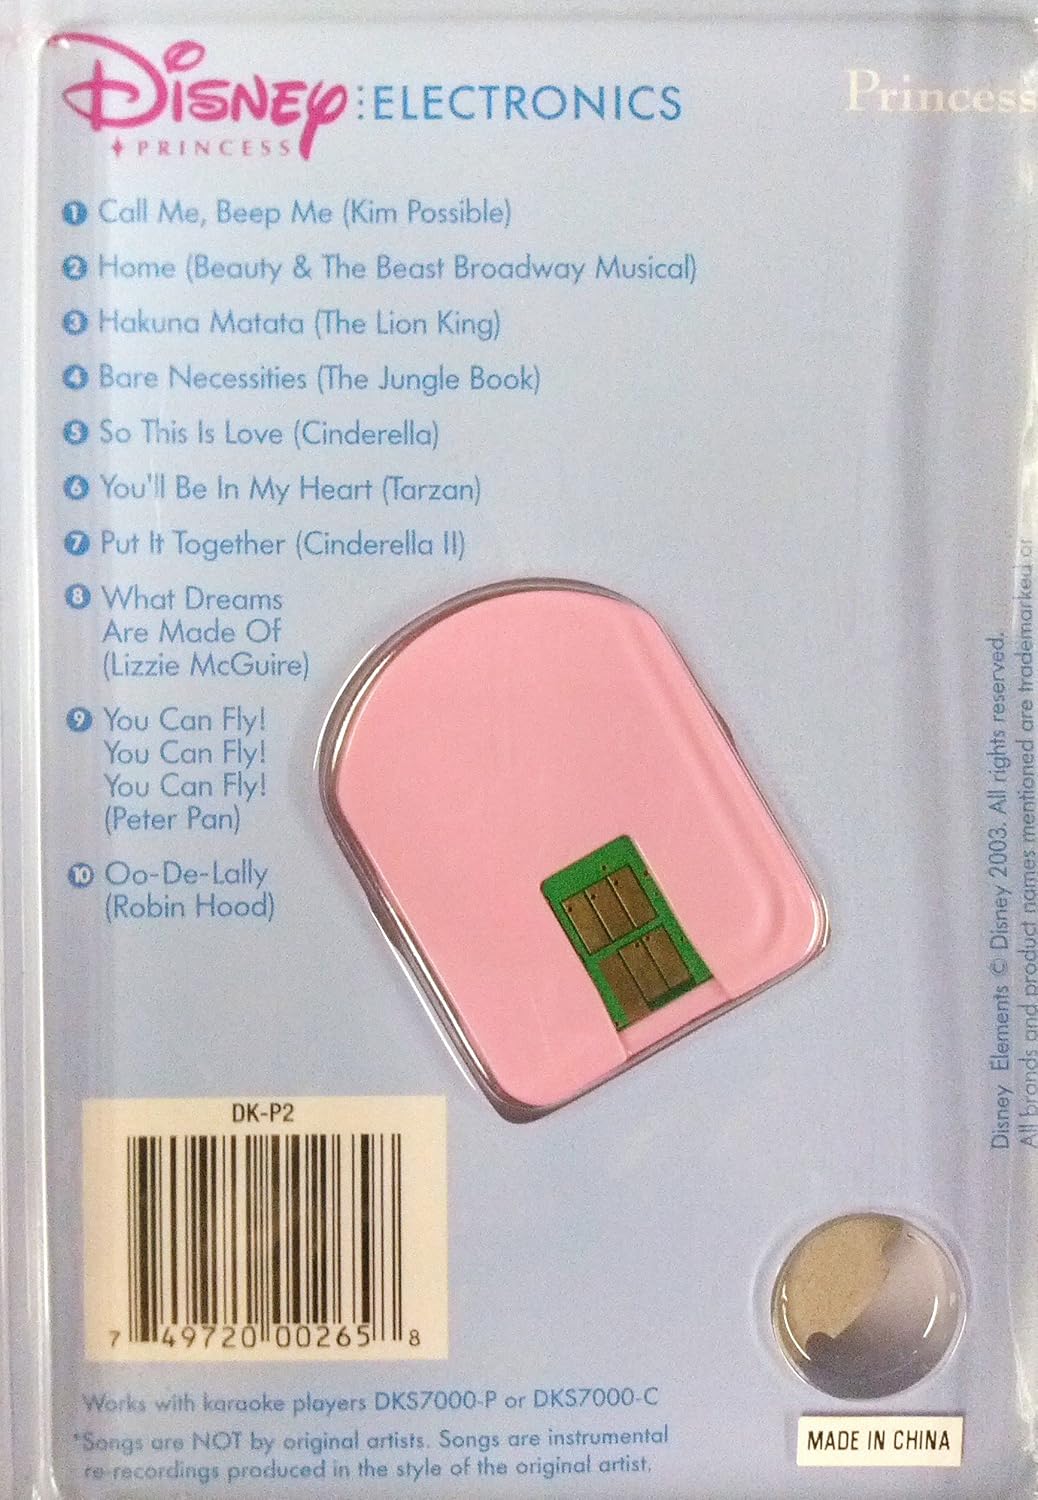 Disney ELECTRONICS
PRINCESS
Princess
1 Call Me, Beep Me (Kim Possible)
2 Home (Beauty & The Beast Broadway Musical)
3 Hakuna Matata (The Lion King)
4 Bare Necessities (The Jungle Book)
5 So This Is Love (Cinderella)
6 You'll Be In My Heart (Tarzan)
7 Put It Together (Cinderella II)
8 What Dreams
Are Made Of
(Lizzie McGuire)
9 You Can Fly!
You Can Fly!
You Can Fly!
(Peter Pan)
10 Oo-De-Lally
(Robin Hood)
Disney Elements © Disney 2003. All rights reserved.
All brands and product names mentioned are trademarked or
DK-P2
7 49720 00265 8
Works with karaoke players DKS7000-P or DKS7000-C
*Songs are NOT by original artists. Songs are instrumental
re-recordings produced in the style of the original artist.
MADE IN CHINA